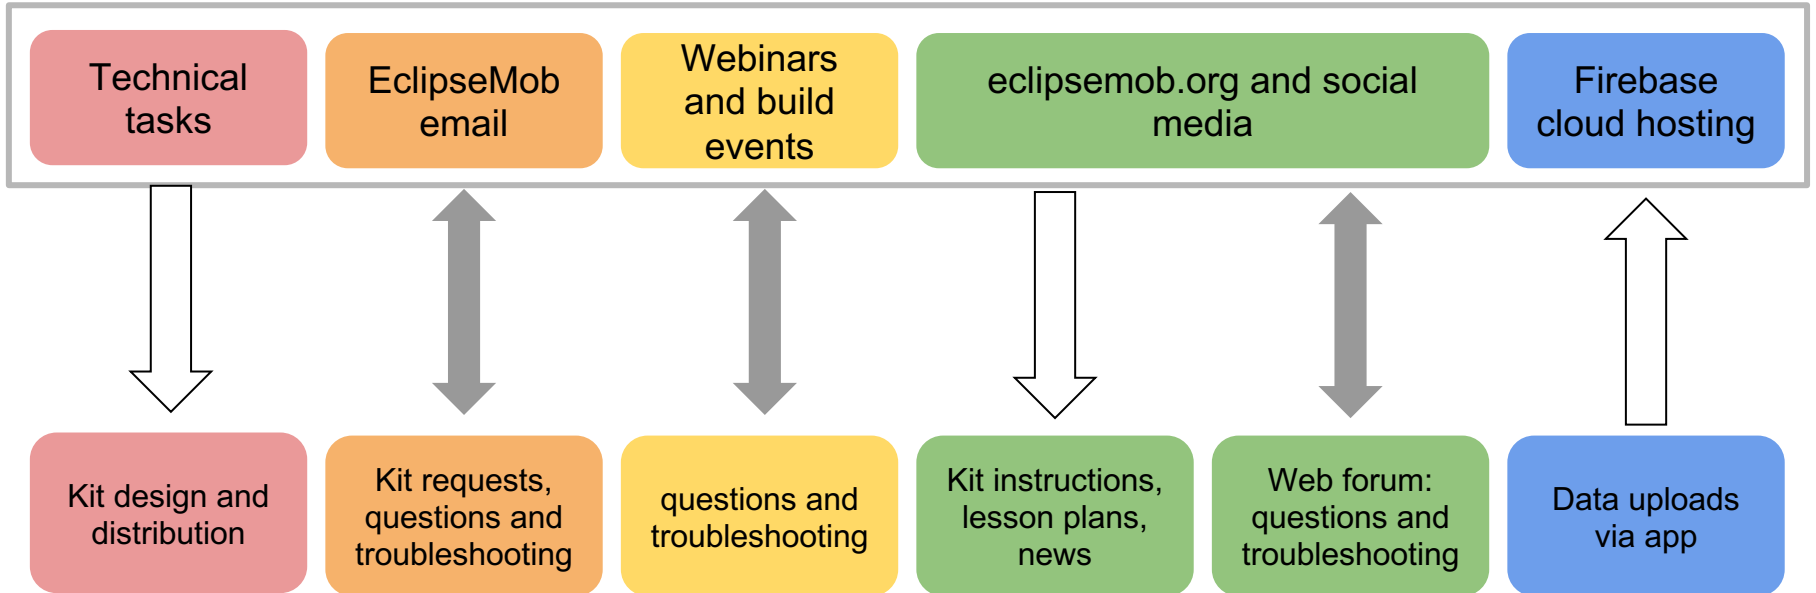 Technical
tasks
EclipseMob
email
Webinars
and build
events
eclipsemob.org and social
media
Firebase
cloud hosting
Kit design and
distribution
Kit requests,
questions and
troubleshooting
questions and
troubleshooting
Kit instructions,
lesson plans,
news
Web forum:
questions and
troubleshooting
Data uploads
via app